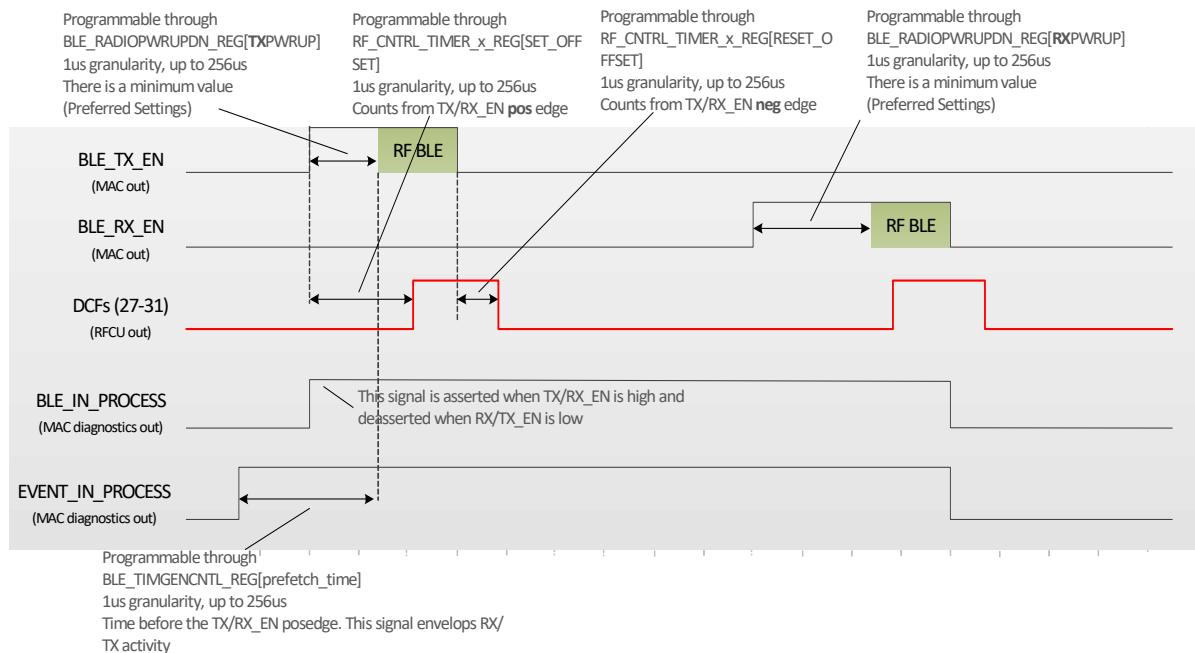 Programmable through
BLE_RADIOPWRUPDN_REG[TXPWRUP]
1us granularity, up to 256us
There is a minimum value
(Preferred Settings)
Programmable through
RF_CNTRL_TIMER_x_REG[SET_OFF
SET]
1us granularity, up to 256us
Counts from TX/RX_EN pos edge
Programmable through
RF_CNTRL_TIMER_x_REG[RESET_O
FFSET]
1us granularity, up to 256us
Counts from TX/RX_EN neg edge
Programmable through
BLE_RADIOPWRUPDN_REG[RXPWRUP]
1us granularity, up to 256us
There is a minimum value
(Preferred Settings)
BLE_TX_EN
(MAC out)
RF BLE
BLE_RX_EN
(MAC out)
RF BLE
DCFs (27-31)
(RFCU out)
BLE_IN_PROCESS
(MAC diagnostics out)
This signal is asserted when TX/RX_EN is high and
deasserted when RX/TX_EN is low
EVENT_IN_PROCESS
(MAC diagnostics out)
Programmable through
BLE_TIMGENCNTL_REG[prefetch_time]
1us granularity, up to 256us
Time before the TX/RX_EN posedge. This signal envelops RX/
TX activity